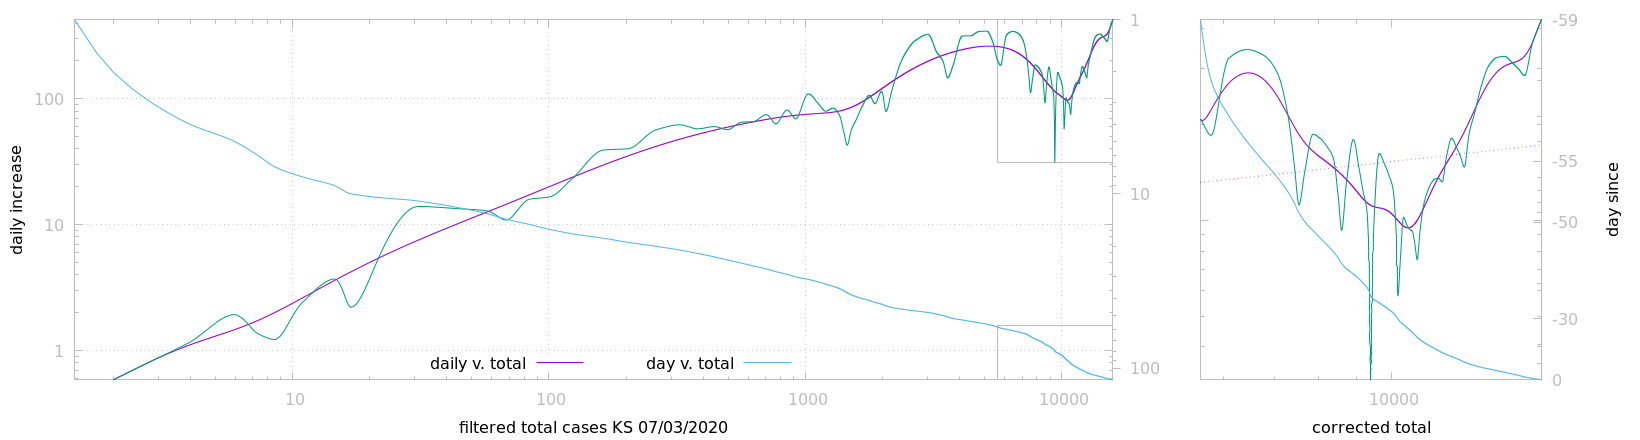 1
-59
100
daily increase
10
-55
10
-50
day since
-30
1
daily v. total
day v. total
100
0
10
100
1000
10000
10000
filtered total cases KS 07/03/2020
corrected total